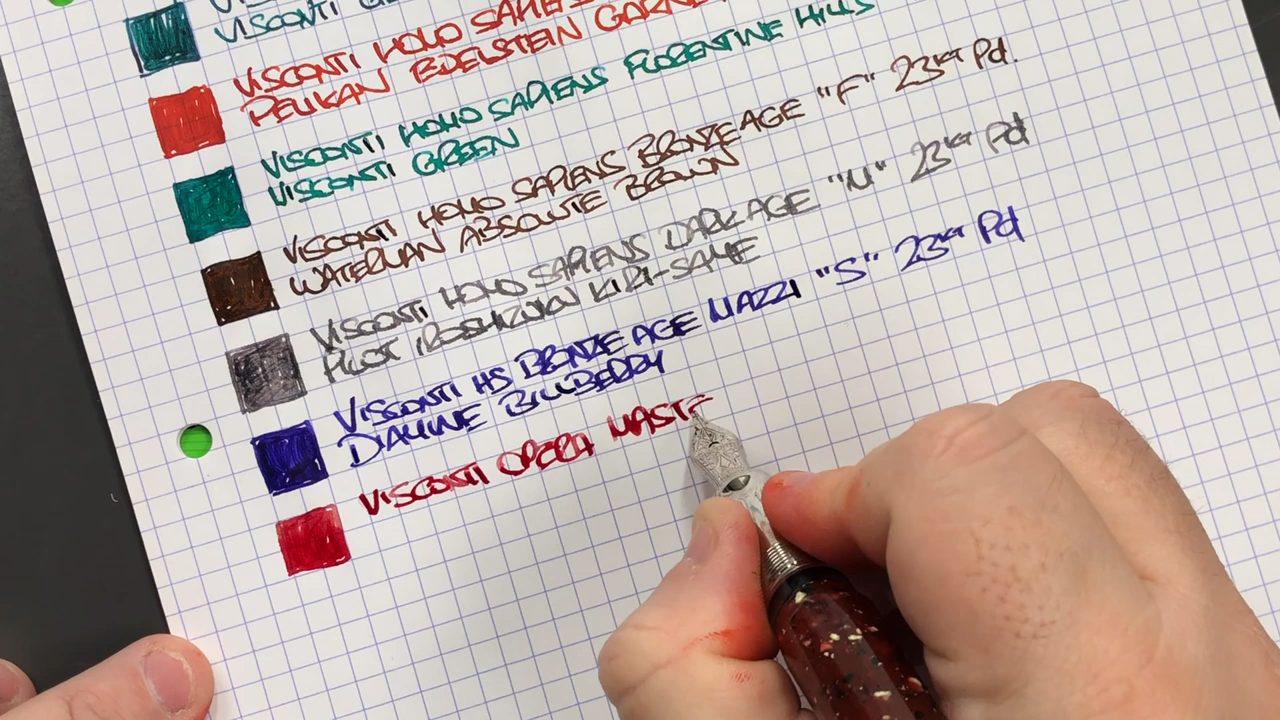 VISCONTI
VISCONTI HOMO SAPIENS
PELIKAN EDELSTEIN GARNE
VISCONTI HOMO SAPIENS FLORENTINE HILLS
VISCONTI GREEN
VISCONTI HOMO SAPIENS BRONZE AGE "F" 23kt Pd.
WATERMAN ABSOLUTE BROWN
VISCONTI HOMO SAPIENS DARK AGE "M" 23kt Pd
PILOT IROSHIZUKU KIRI-SAME
VISCONTI HS BRONZE AGE MAZZI "S" 23kt Pd
DIAMINE BILBERRY
VISCONTI OPERA MASTE